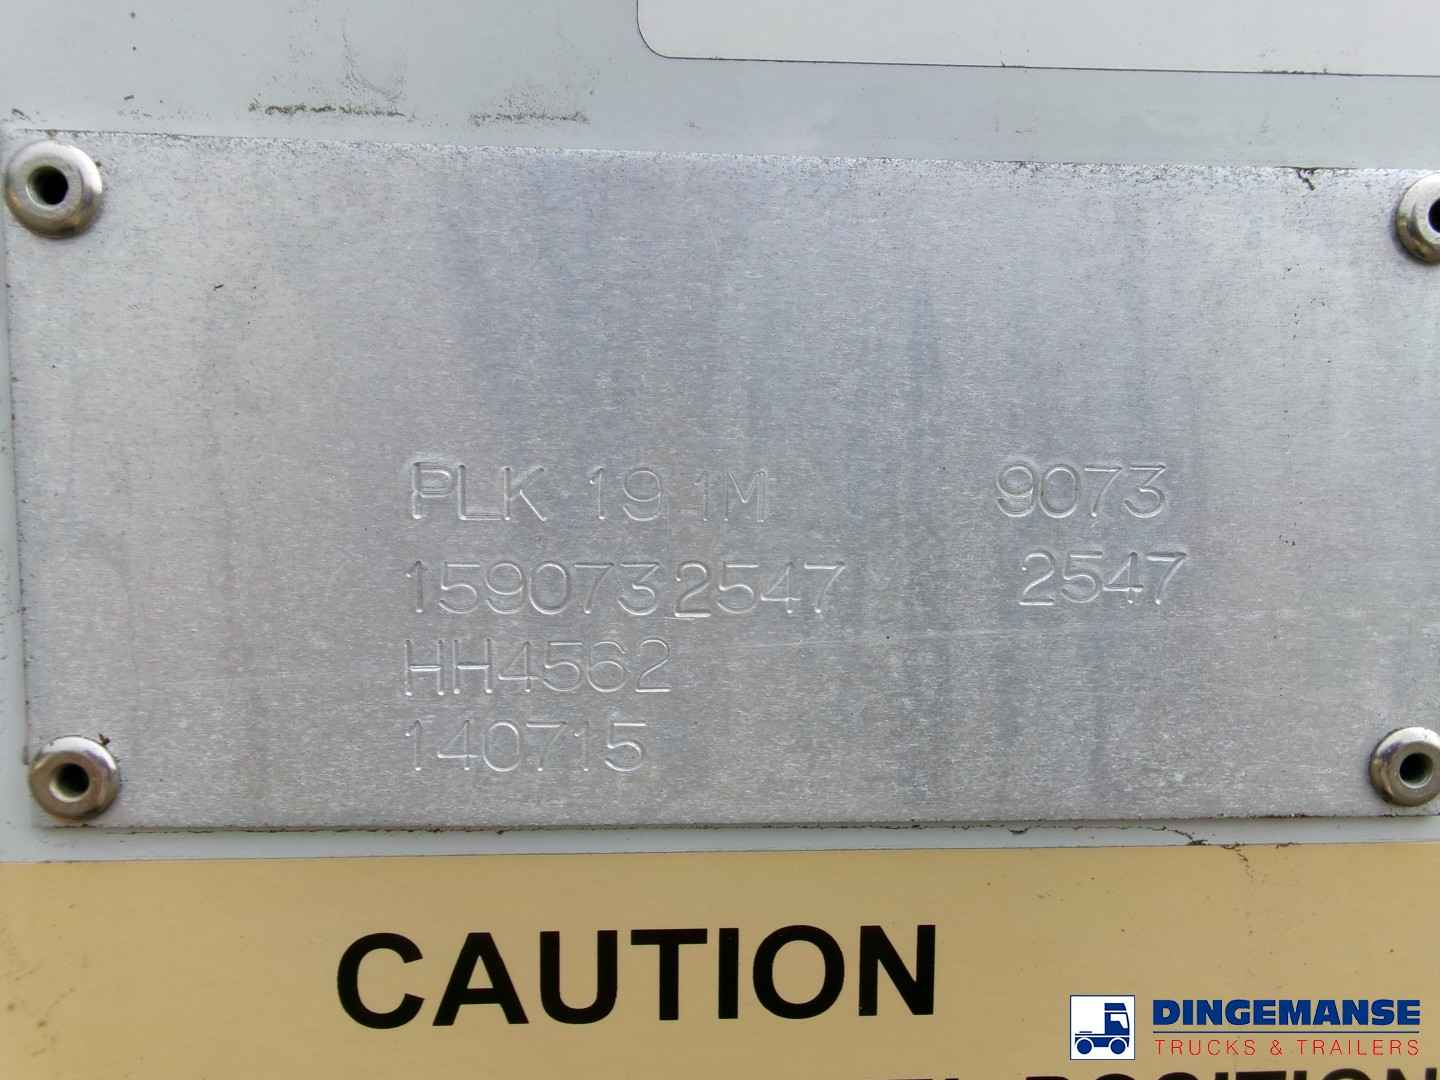 PLK 19 1M 9073
1590732547 2547
HH4562
140715
CAUTION
DINGEMANSE
TRUCKS & TRAILERS